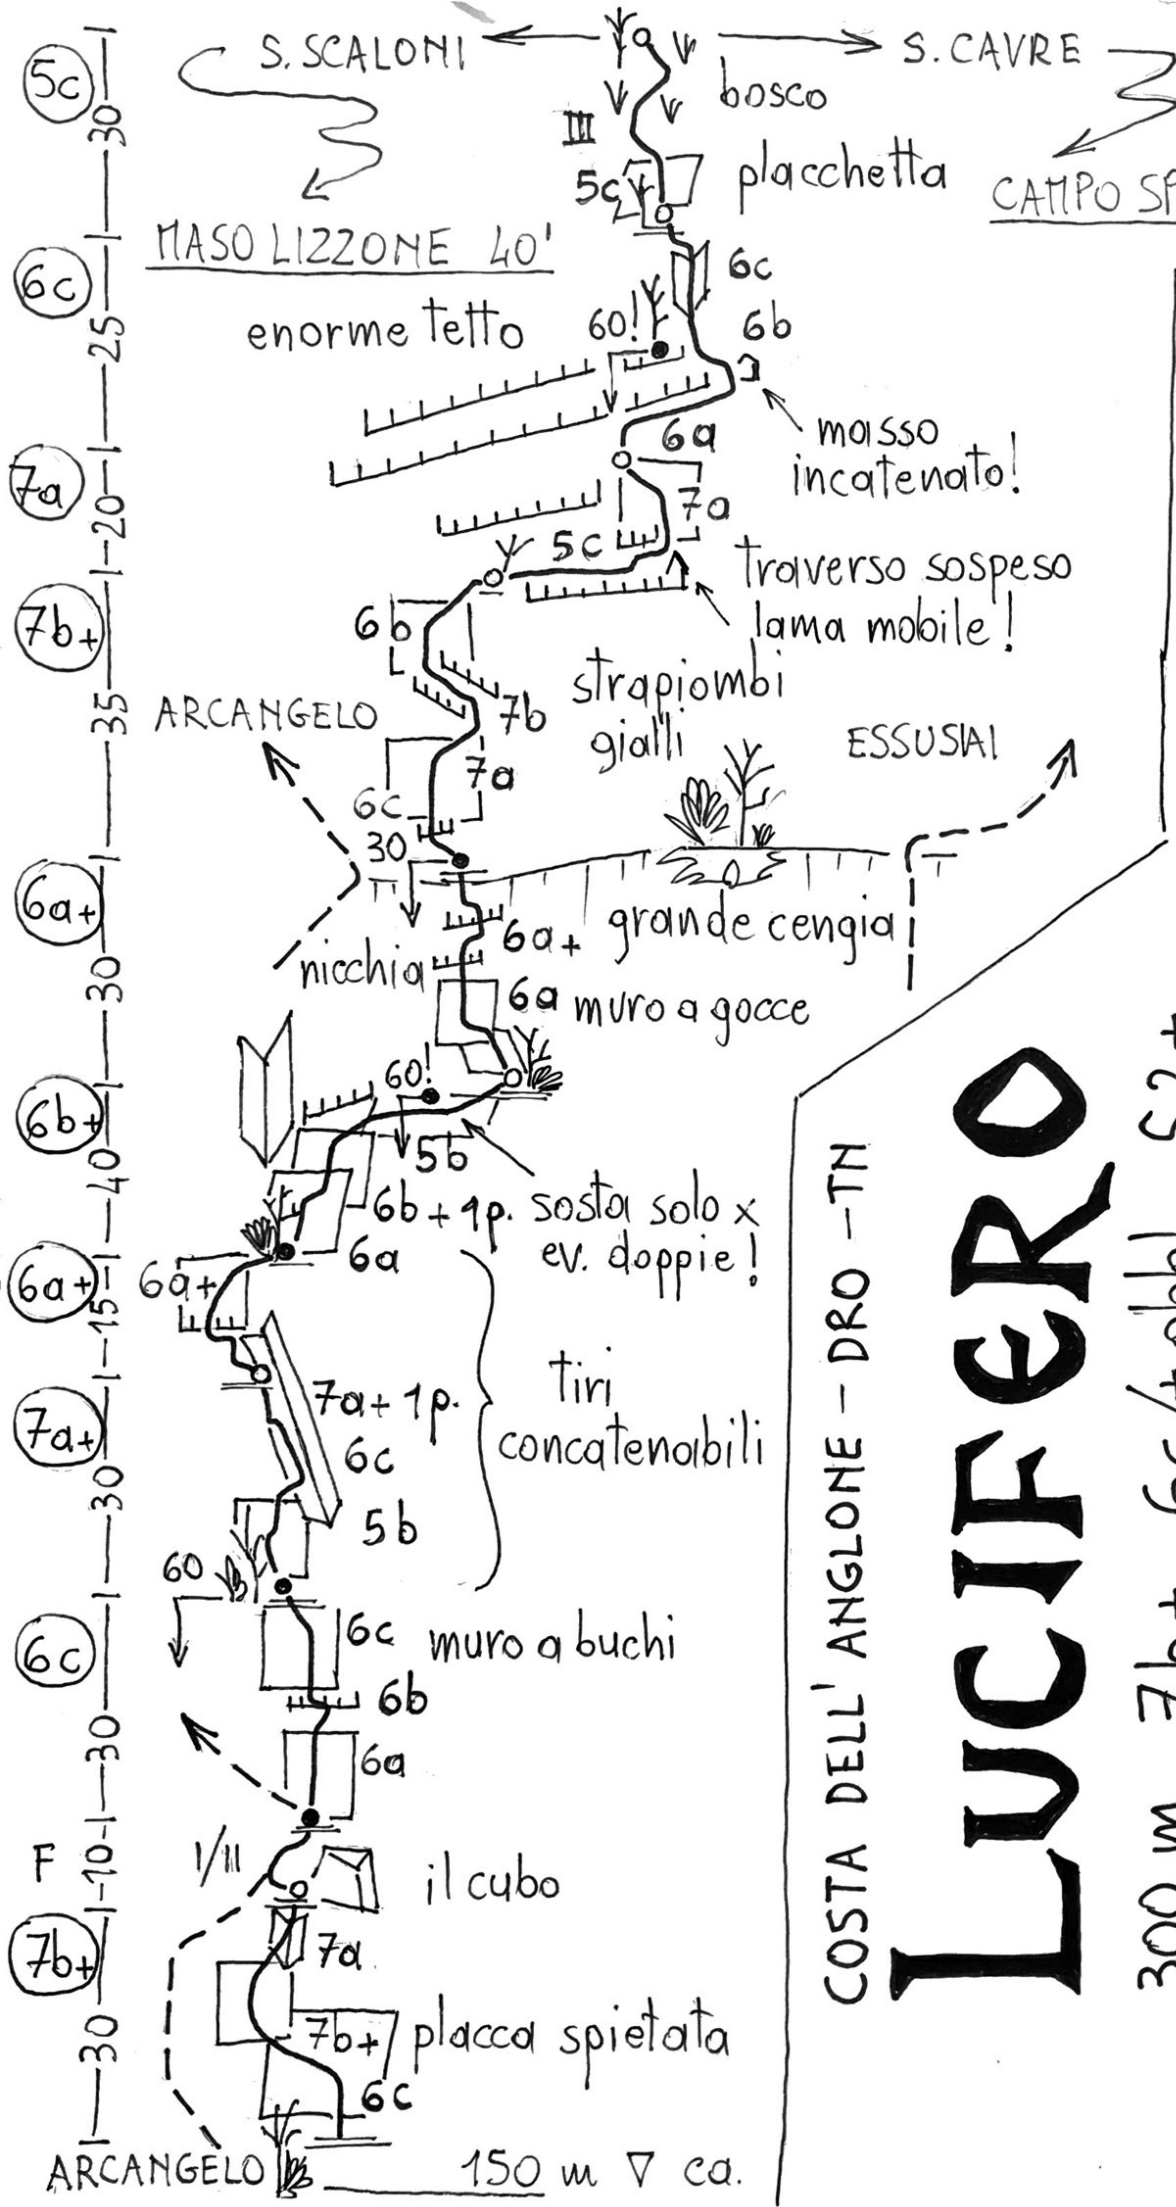 S. SCALONI
S. CAVRE
5c
bosco
III
30
placchetta
5c
CAMPO
MASO LIZZONE 40'
6c
6c
enorme tetto
60!
6b
25
masso
incatenato!
6a
7a
7a
20
5c
traverso sospeso
lama mobile!
7b+
6b
strapiombi
gialli
7b
35
ARCANGELO
ESSUSIAI
7a
6c
30
6a+
grande cengia
6a+
nicchia
30
6a
muro a gocce
60!
6b+
5b
40
6b+1p.
sosta solo x
ev. doppie!
6a
6a+
6a+
15
tiri
concatenabili
7a+1p.
7a+
6c
30
5b
60
6c
6c
muro a buchi
6b
30
6a
F
10
I/II
il cubo
7b+
7a
7b+
placca spietata
30
6c
ARCANGELO
150 m ca.
COSTA DELL'ANGLONE - DRO - TN
LUCIFERO
300 m 7b+